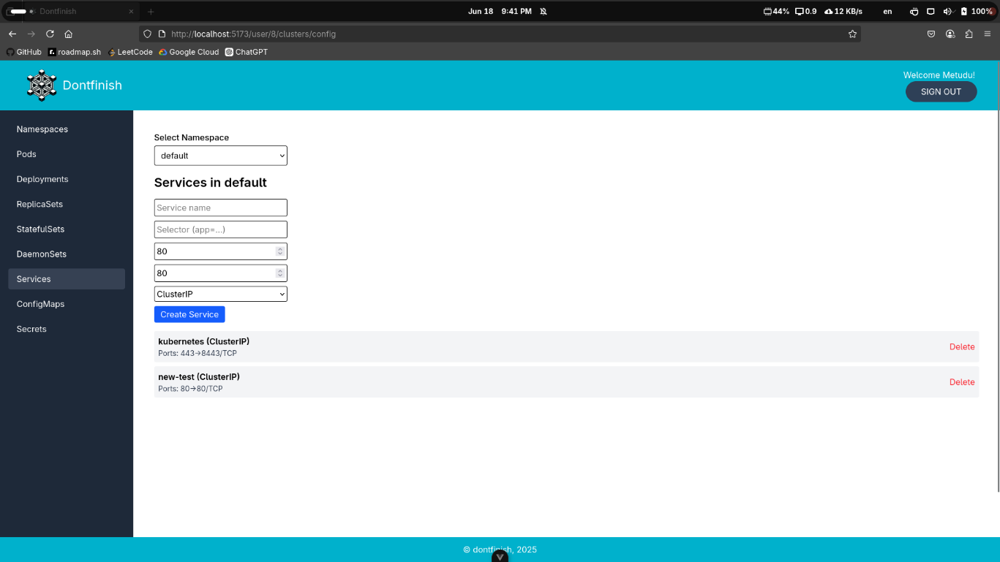 Dontfinish
Jun 18 9:41 PM
44% 0.9 12 KB/s en 100%
http://localhost:5173/user/8/clusters/config
GitHub roadmap.sh LeetCode Google Cloud ChatGPT
Dontfinish
Welcome Metudu!
SIGN OUT
Namespaces
Pods
Deployments
ReplicaSets
StatefulSets
DaemonSets
Services
ConfigMaps
Secrets
Select Namespace
default
Services in default
Service name
Selector (app=...)
80
80
ClusterIP
Create Service
kubernetes (ClusterIP)
Ports: 443→8443/TCP
Delete
new-test (ClusterIP)
Ports: 80→80/TCP
Delete
© dontfinish, 2025